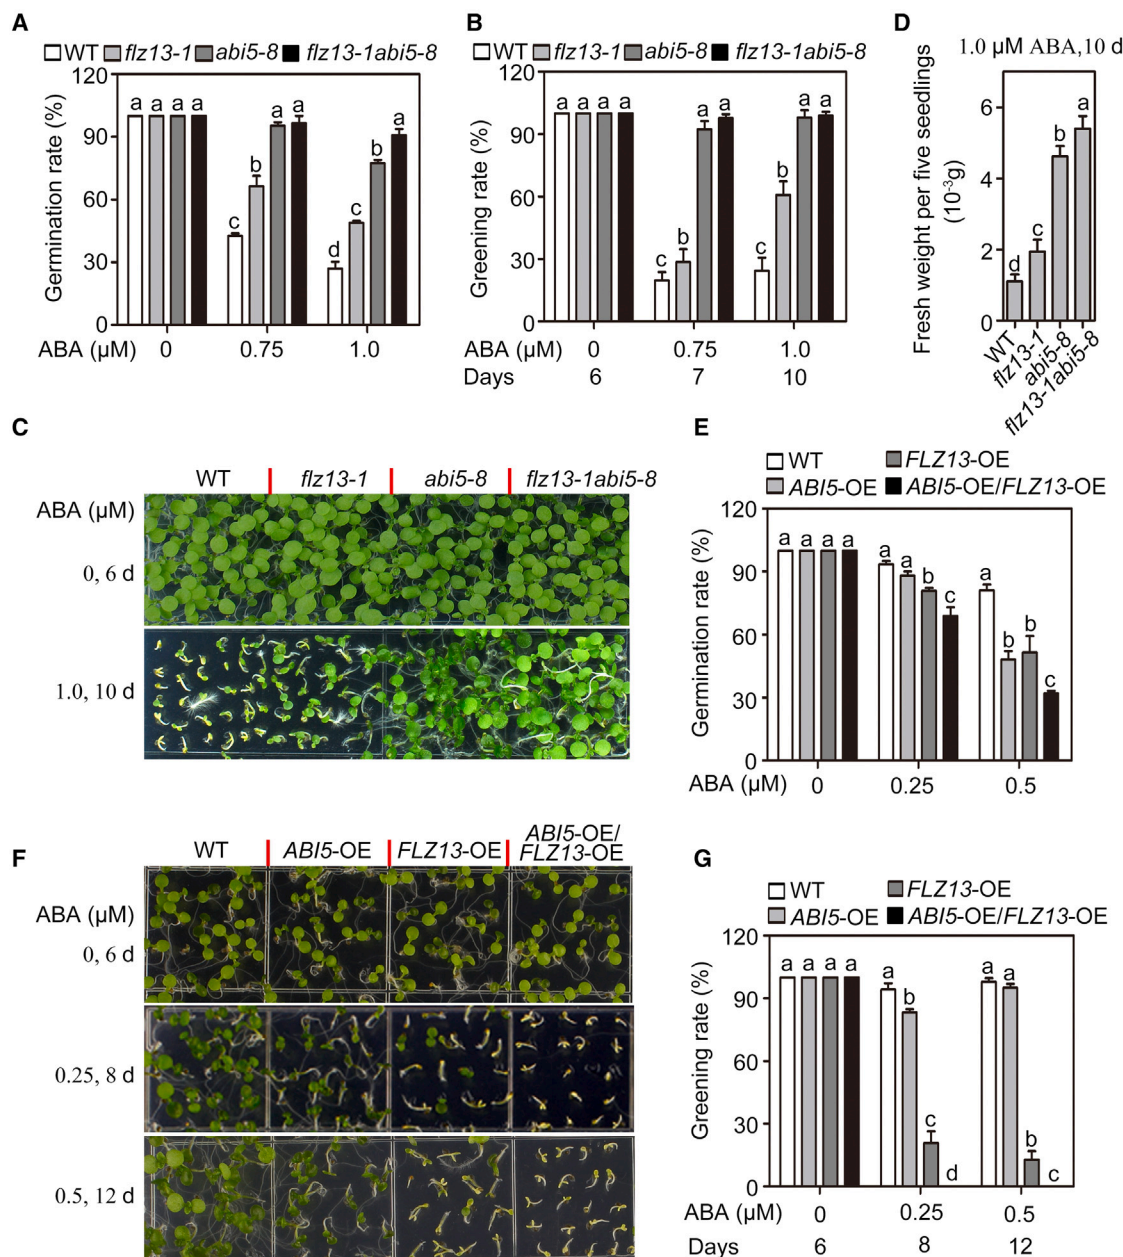 A
WT flz13-1 abi5-8 flz13-1abi5-8
Germination rate (%)
120
90
60
30
0
a a a a
c b a a
d c b a
ABA (µM) 0 0.75 1.0
B
WT flz13-1 abi5-8 flz13-1abi5-8
Greening rate (%)
120
90
60
30
0
a a a a
c b a a
c b a a
ABA (µM) 0 0.75 1.0
Days 6 7 10
D
1.0 µM ABA,10 d
Fresh weight per five seedlings
(10⁻³g)
6
4
2
0
d c b a
WT
flz13-1
abi5-8
flz13-1abi5-8
C
WT flz13-1 abi5-8 flz13-1abi5-8
ABA (µM)
0, 6 d
1.0, 10 d
E
WT FLZ13-OE
ABI5-OE ABI5-OE/FLZ13-OE
Germination rate (%)
120
90
60
30
0
a a a a
a a b c
a b b c
ABA (µM) 0 0.25 0.5
F
WT ABI5-OE FLZ13-OE ABI5-OE/
FLZ13-OE
ABA (µM)
0, 6 d
0.25, 8 d
0.5, 12 d
G
WT FLZ13-OE
ABI5-OE ABI5-OE/FLZ13-OE
Greening rate (%)
120
90
60
30
0
a a a a
a b c d
a a b c
ABA (µM) 0 0.25 0.5
Days 6 8 12